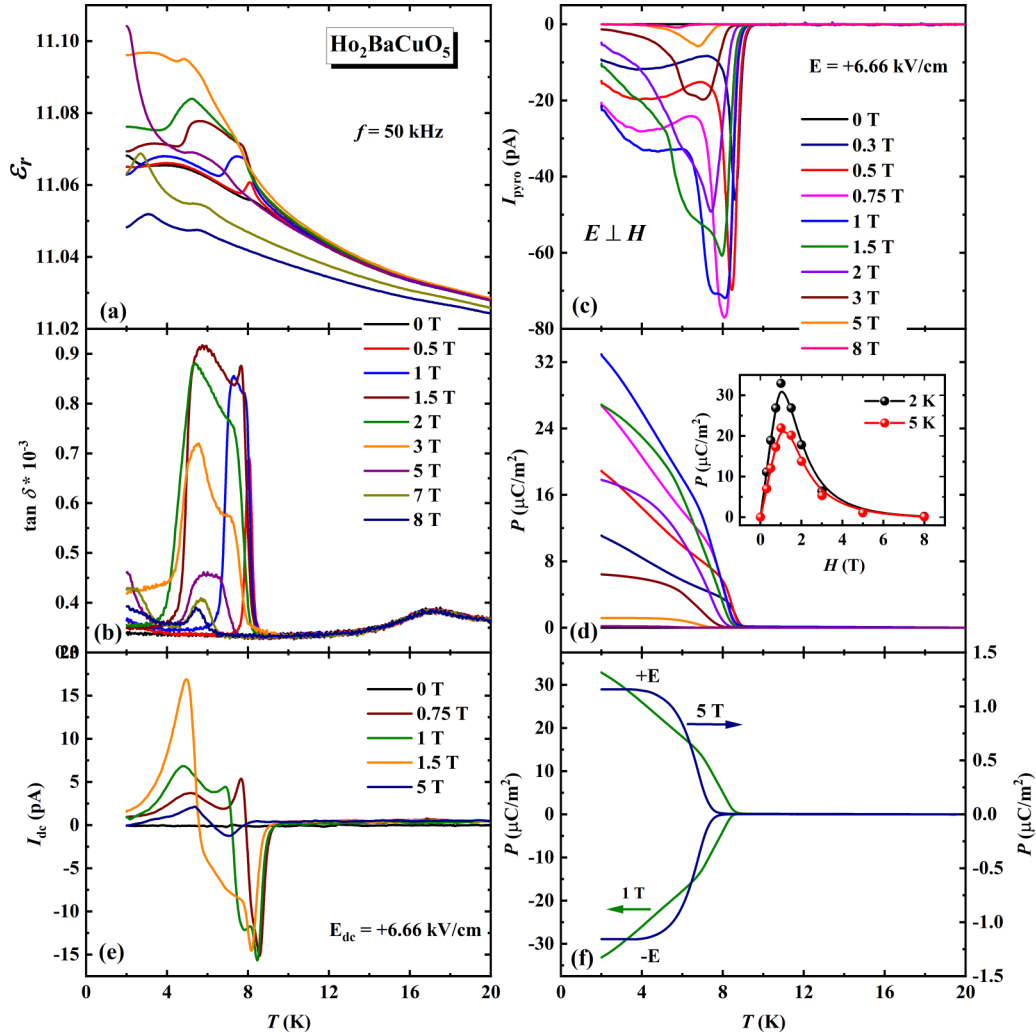 Ho₂BaCuO₅
f = 50 kHz
εr
11.10
11.08
11.06
11.04
11.02
(a)
tan δ* 10⁻³
0.9
0.8
0.7
0.6
0.5
0.4
0.3
0 T
0.5 T
1 T
1.5 T
2 T
3 T
5 T
7 T
8 T
(b)
Idc (pA)
20
15
10
5
0
-5
-10
-15
0 T
0.75 T
1 T
1.5 T
5 T
Edc = +6.66 kV/cm
(e)
0 4 8 12 16 20
T (K)
Ipyro (pA)
0
-20
-40
-60
-80
E = +6.66 kV/cm
0 T
0.3 T
0.5 T
0.75 T
1 T
1.5 T
2 T
3 T
5 T
8 T
E ⊥ H
(c)
P (μC/m²)
32
24
16
8
0
P (μC/m²)
30
20
10
0
2 K
5 K
0 2 4 6 8
H (T)
(d)
P (μC/m²)
30
20
10
0
-10
-20
-30
+E
5 T
1 T
-E
(f)
1.5
1.0
0.5
0.0
-0.5
-1.0
-1.5
P (μC/m²)
0 4 8 12 16 20
T (K)